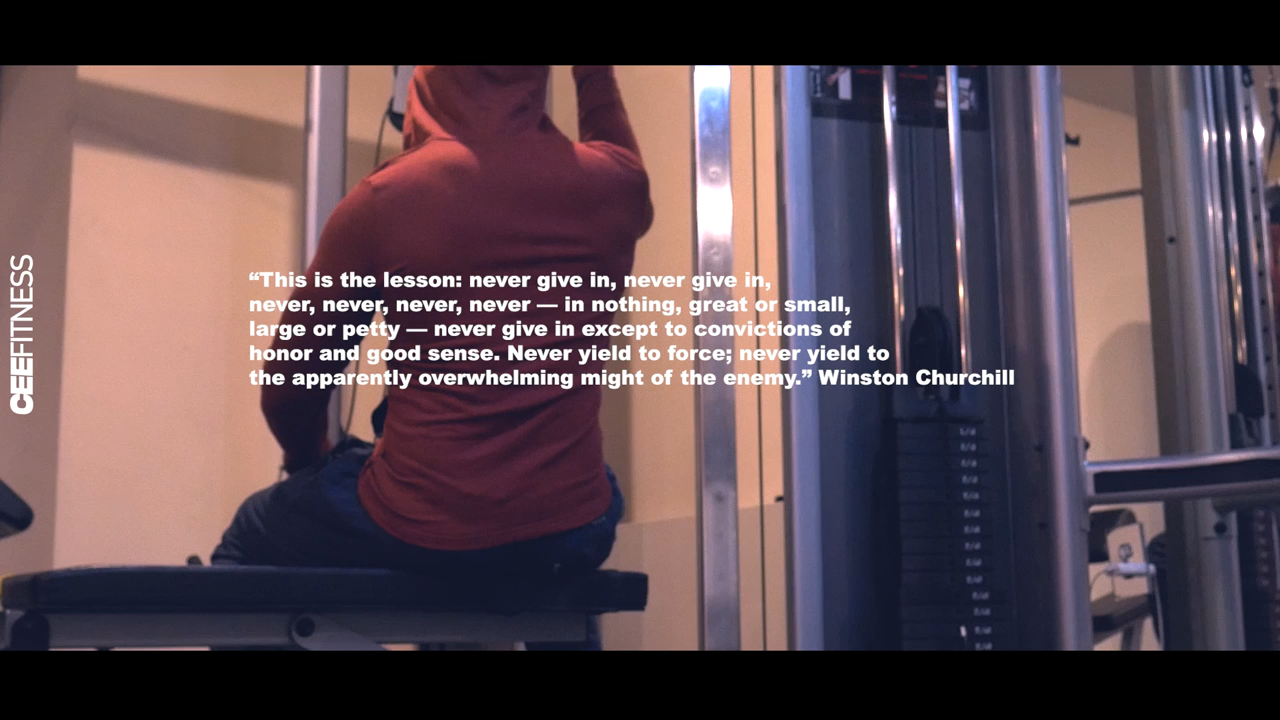 CEEFITNESS
“This is the lesson: never give in, never give in,
never, never, never, never — in nothing, great or small,
large or petty — never give in except to convictions of
honor and good sense. Never yield to force; never yield to
the apparently overwhelming might of the enemy.” Winston Churchill